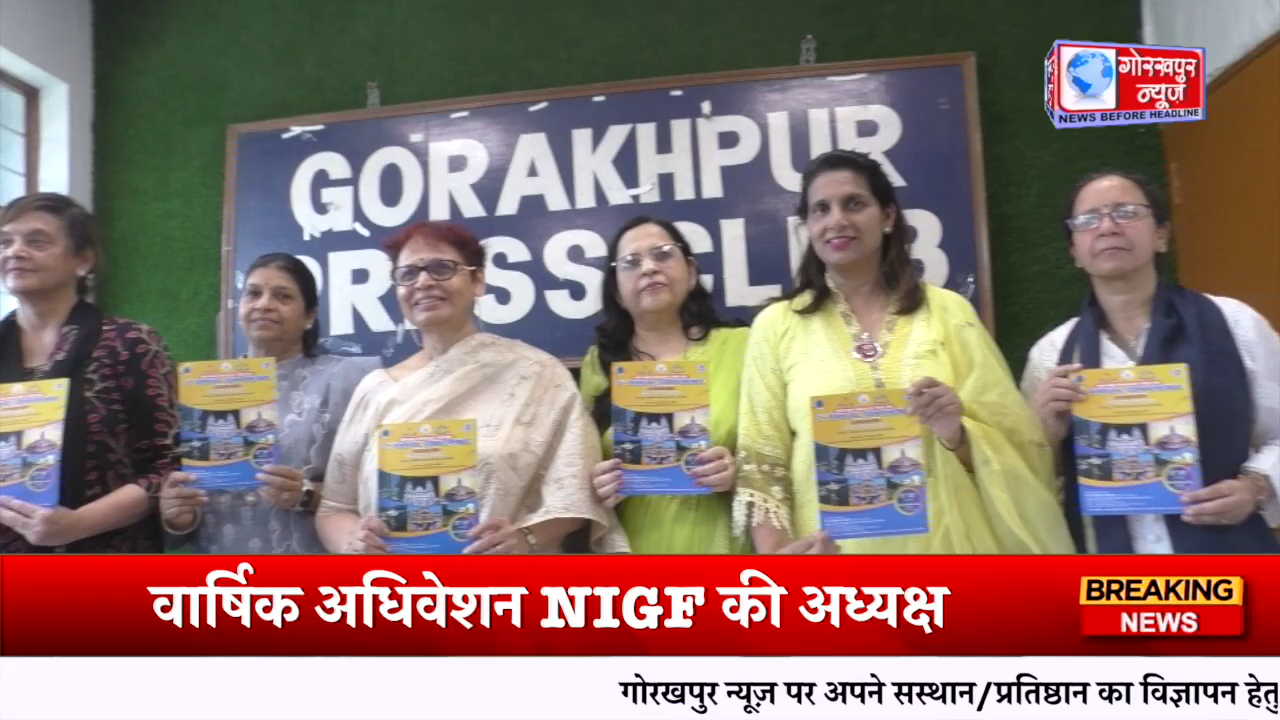 गोरखपुर
न्यूज़
NEWS BEFORE HEADLINE
GORAKHPUR
PRESS CLUB
वार्षिक अधिवेशन NIGF की अध्यक्ष
BREAKING
NEWS
गोरखपुर न्यूज़ पर अपने सस्थान/प्रतिष्ठान का विज्ञापन हेतु